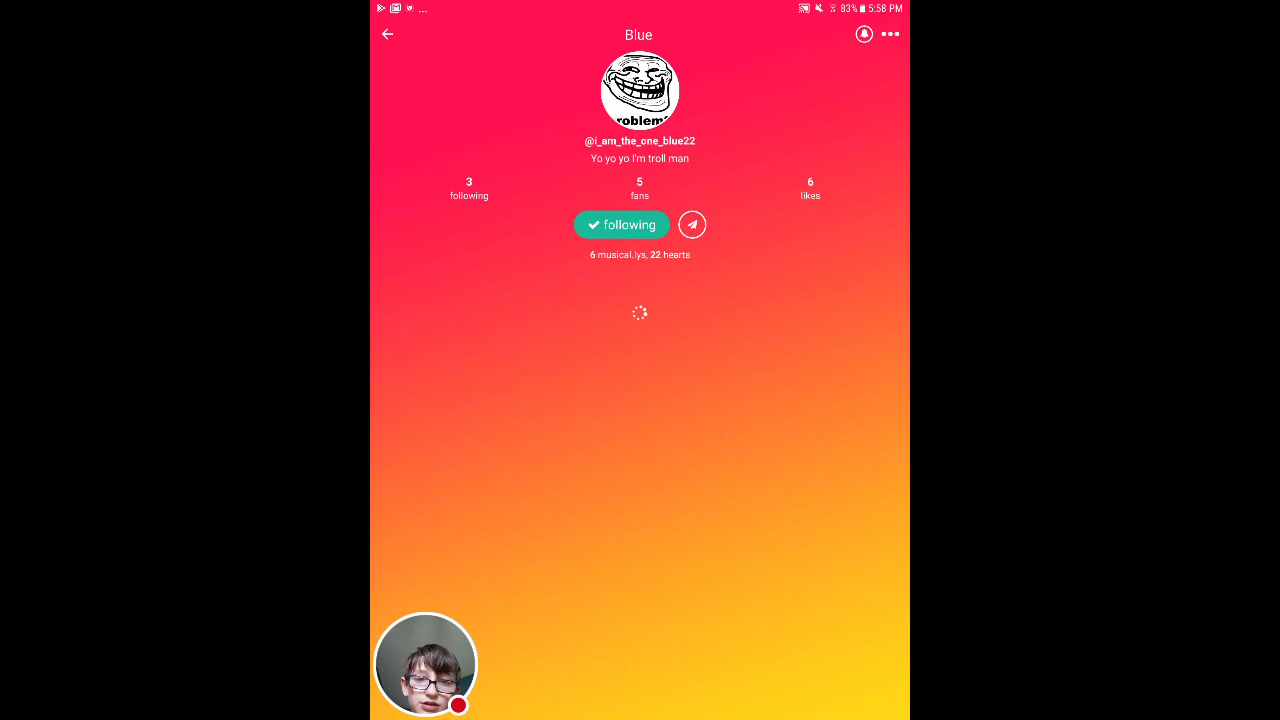 ... 83% 5:58 PM
Blue
roblem?
@i_am_the_one_blue22
Yo yo yo I'm troll man
3 5 6
following fans likes
following
6 musical.lys, 22 hearts